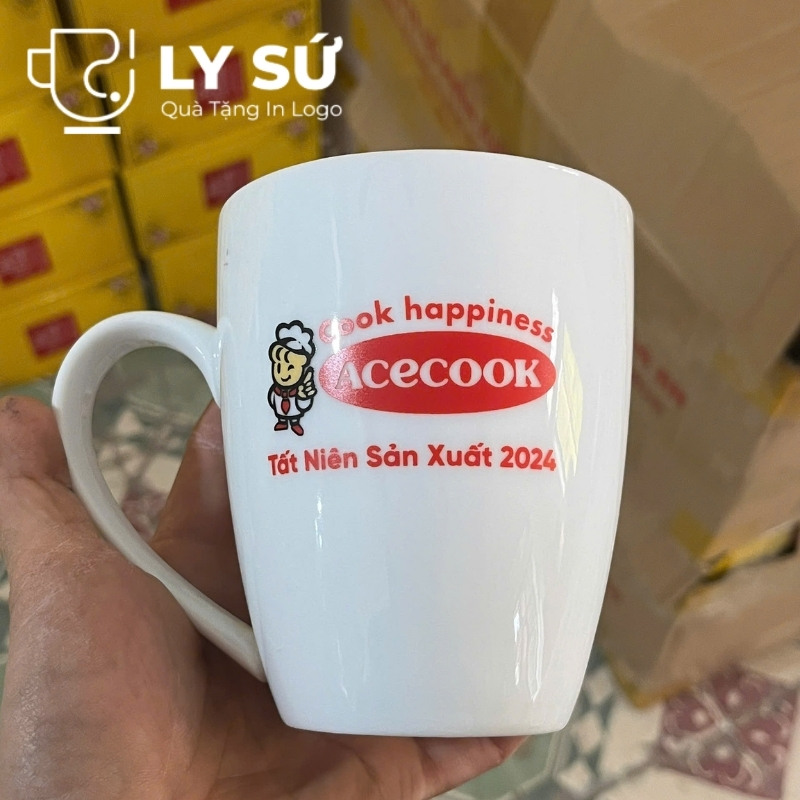 LY SỨ
Quà Tặng In Logo
Cook happiness
ACECOOK
Tất Niên Sản Xuất 2024